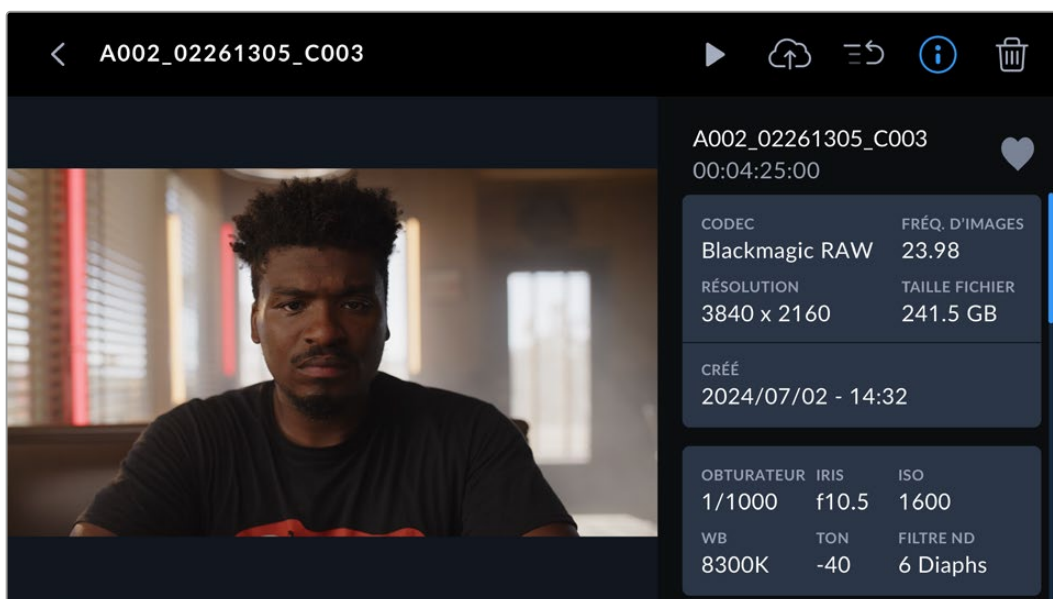 A002_02261305_C003
A002_02261305_C003
00:04:25:00
CODEC FRÉQ. D'IMAGES
Blackmagic RAW 23.98
RÉSOLUTION TAILLE FICHIER
3840 x 2160 241.5 GB
CRÉÉ
2024/07/02 - 14:32
OBTURATEUR IRIS ISO
1/1000 f10.5 1600
WB TON FILTRE ND
8300K -40 6 Diaphs